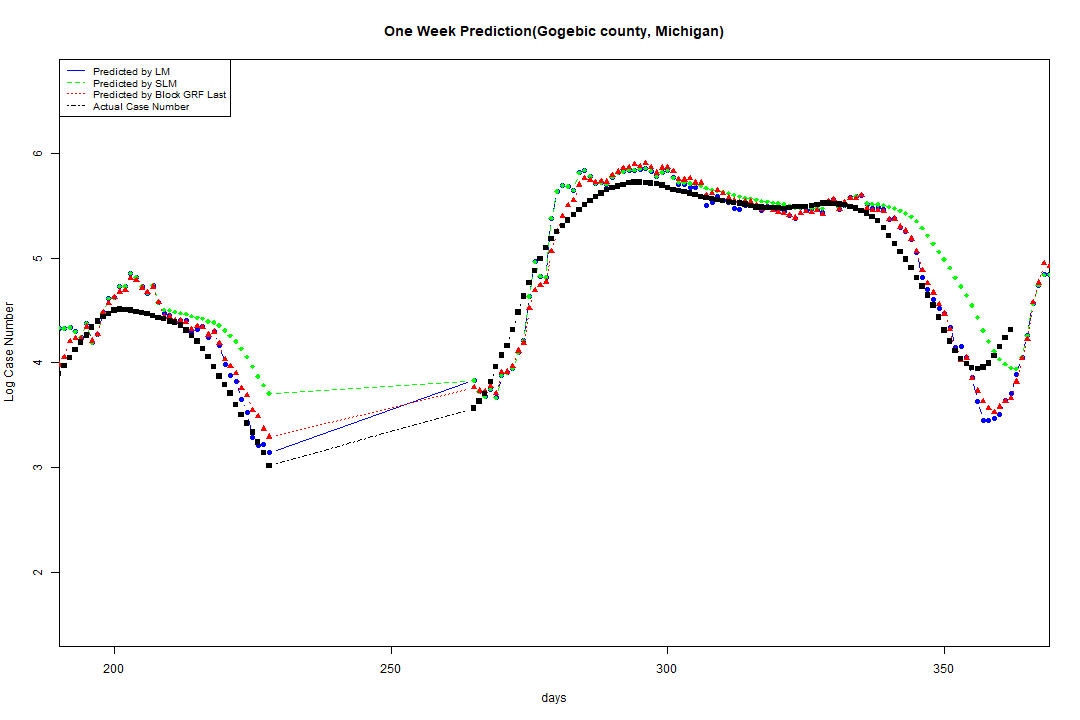 One Week Prediction(Gogebic county, Michigan)
Predicted by LM
Predicted by SLM
Predicted by Block GRF Last
Actual Case Number
Log Case Number
6
5
4
3
2
200 250 300 350
days